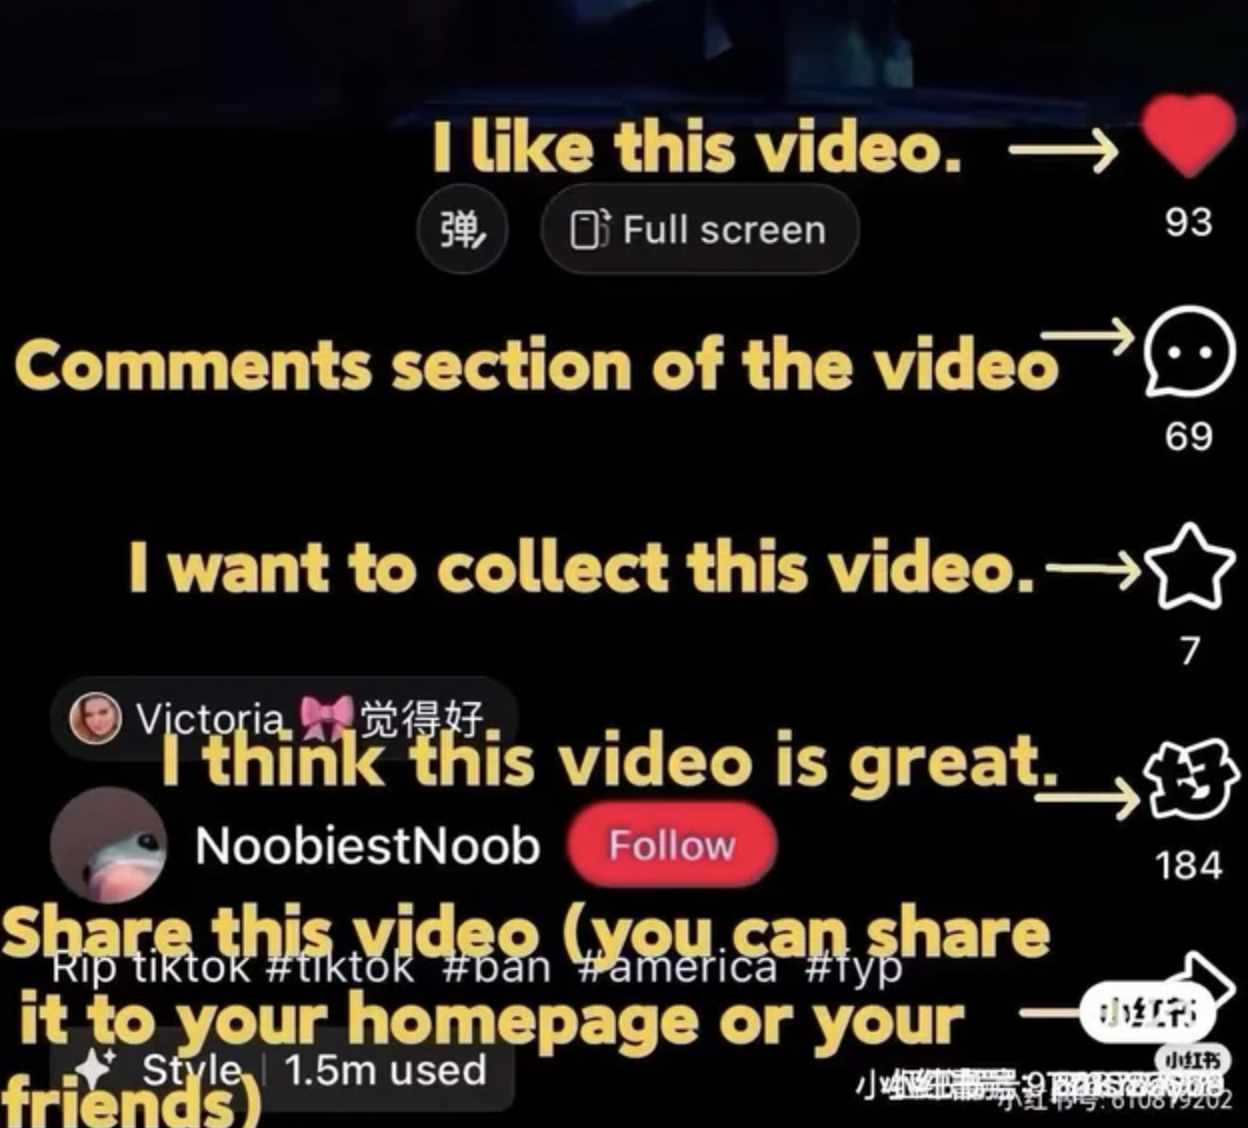 I like this video.
93
弹
Full screen
Comments section of the video
69
I want to collect this video.
7
Victoria 🎀觉得好
I think this video is great.
184
NoobiestNoob
Follow
Share this video (you can share
Rip tiktok #tiktok #ban #america #fyp
it to your homepage or your
小红书
Style | 1.5m used
小红书
friends)
小红书号: 610879202